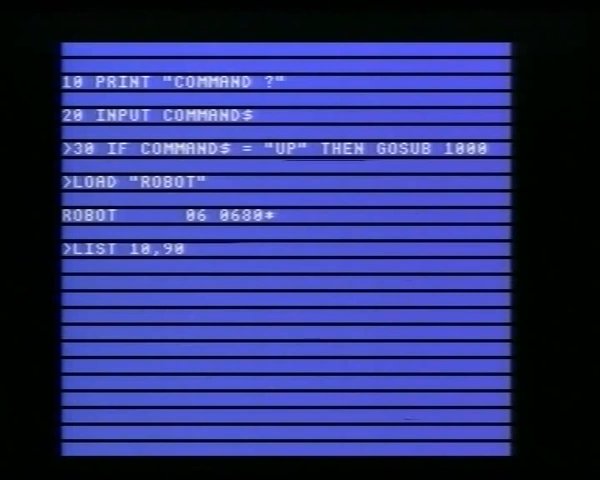 10 PRINT "COMMAND ?"
20 INPUT COMMAND$
>30 IF COMMAND$ = "UP" THEN GOSUB 1000
>LOAD "ROBOT"
ROBOT 06 0680*
>LIST 10,90